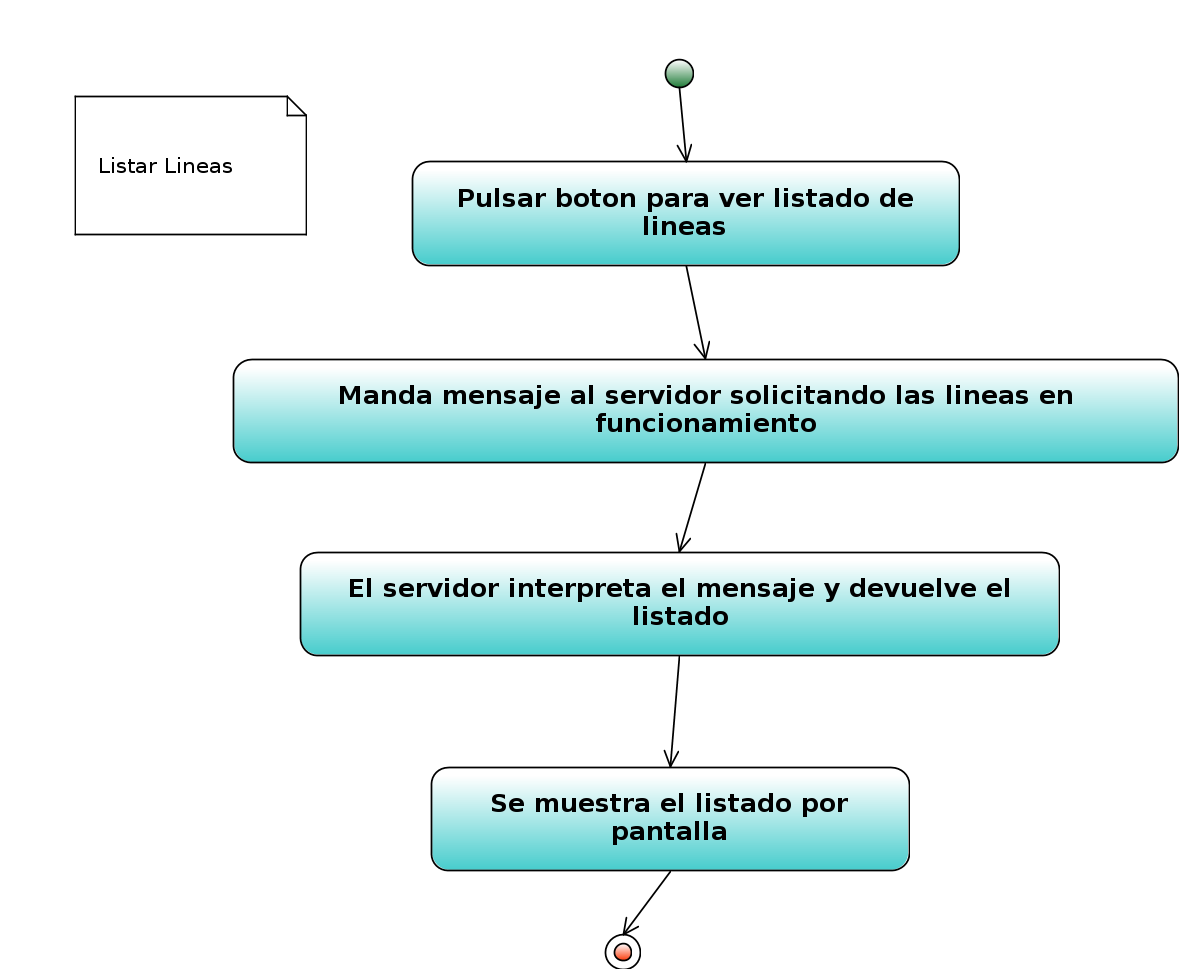 Listar Lineas
Pulsar boton para ver listado de
lineas
Manda mensaje al servidor solicitando las lineas en
funcionamiento
El servidor interpreta el mensaje y devuelve el
listado
Se muestra el listado por
pantalla